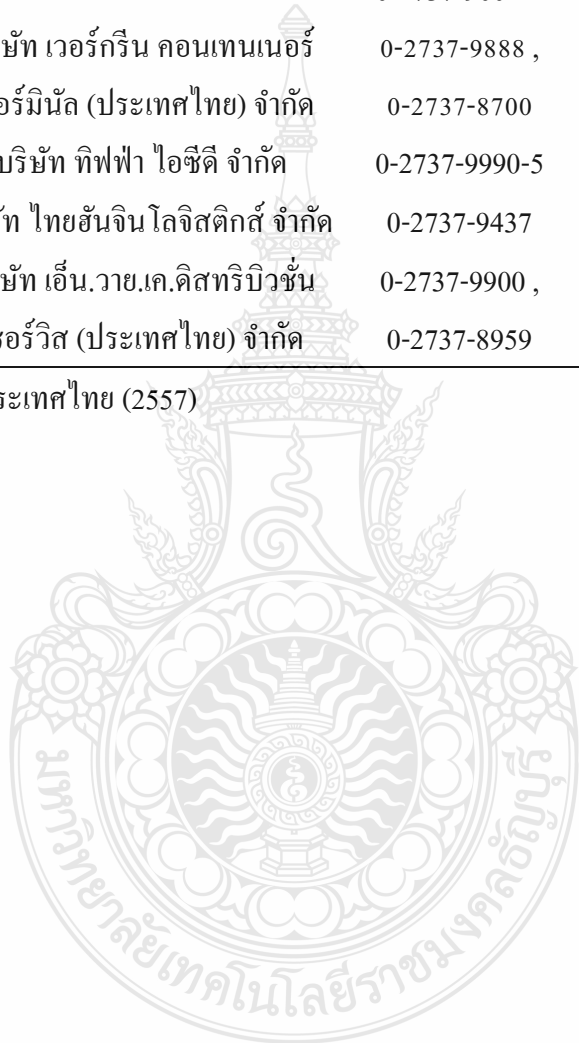 ษัท เวอร์กรีน คอนเทนเนอร์ 0-2737-9888 ,
อร์มินัล (ประเทศไทย) จำกัด 0-2737-8700
บริษัท ทิฟฟ่า ไอซีดี จำกัด 0-2737-9990-5
ัท ไทยฮันจินโลจิสติกส์ จำกัด 0-2737-9437
ษัท เอ็น.วาย.เค.ดิสทริบิวชั่น 0-2737-9900 ,
ซอร์วิส (ประเทศไทย) จำกัด 0-2737-8959
ระเทศไทย (2557)
มหาวิทยาลัยเทคโนโลยีราชมงคลธัญบุรี